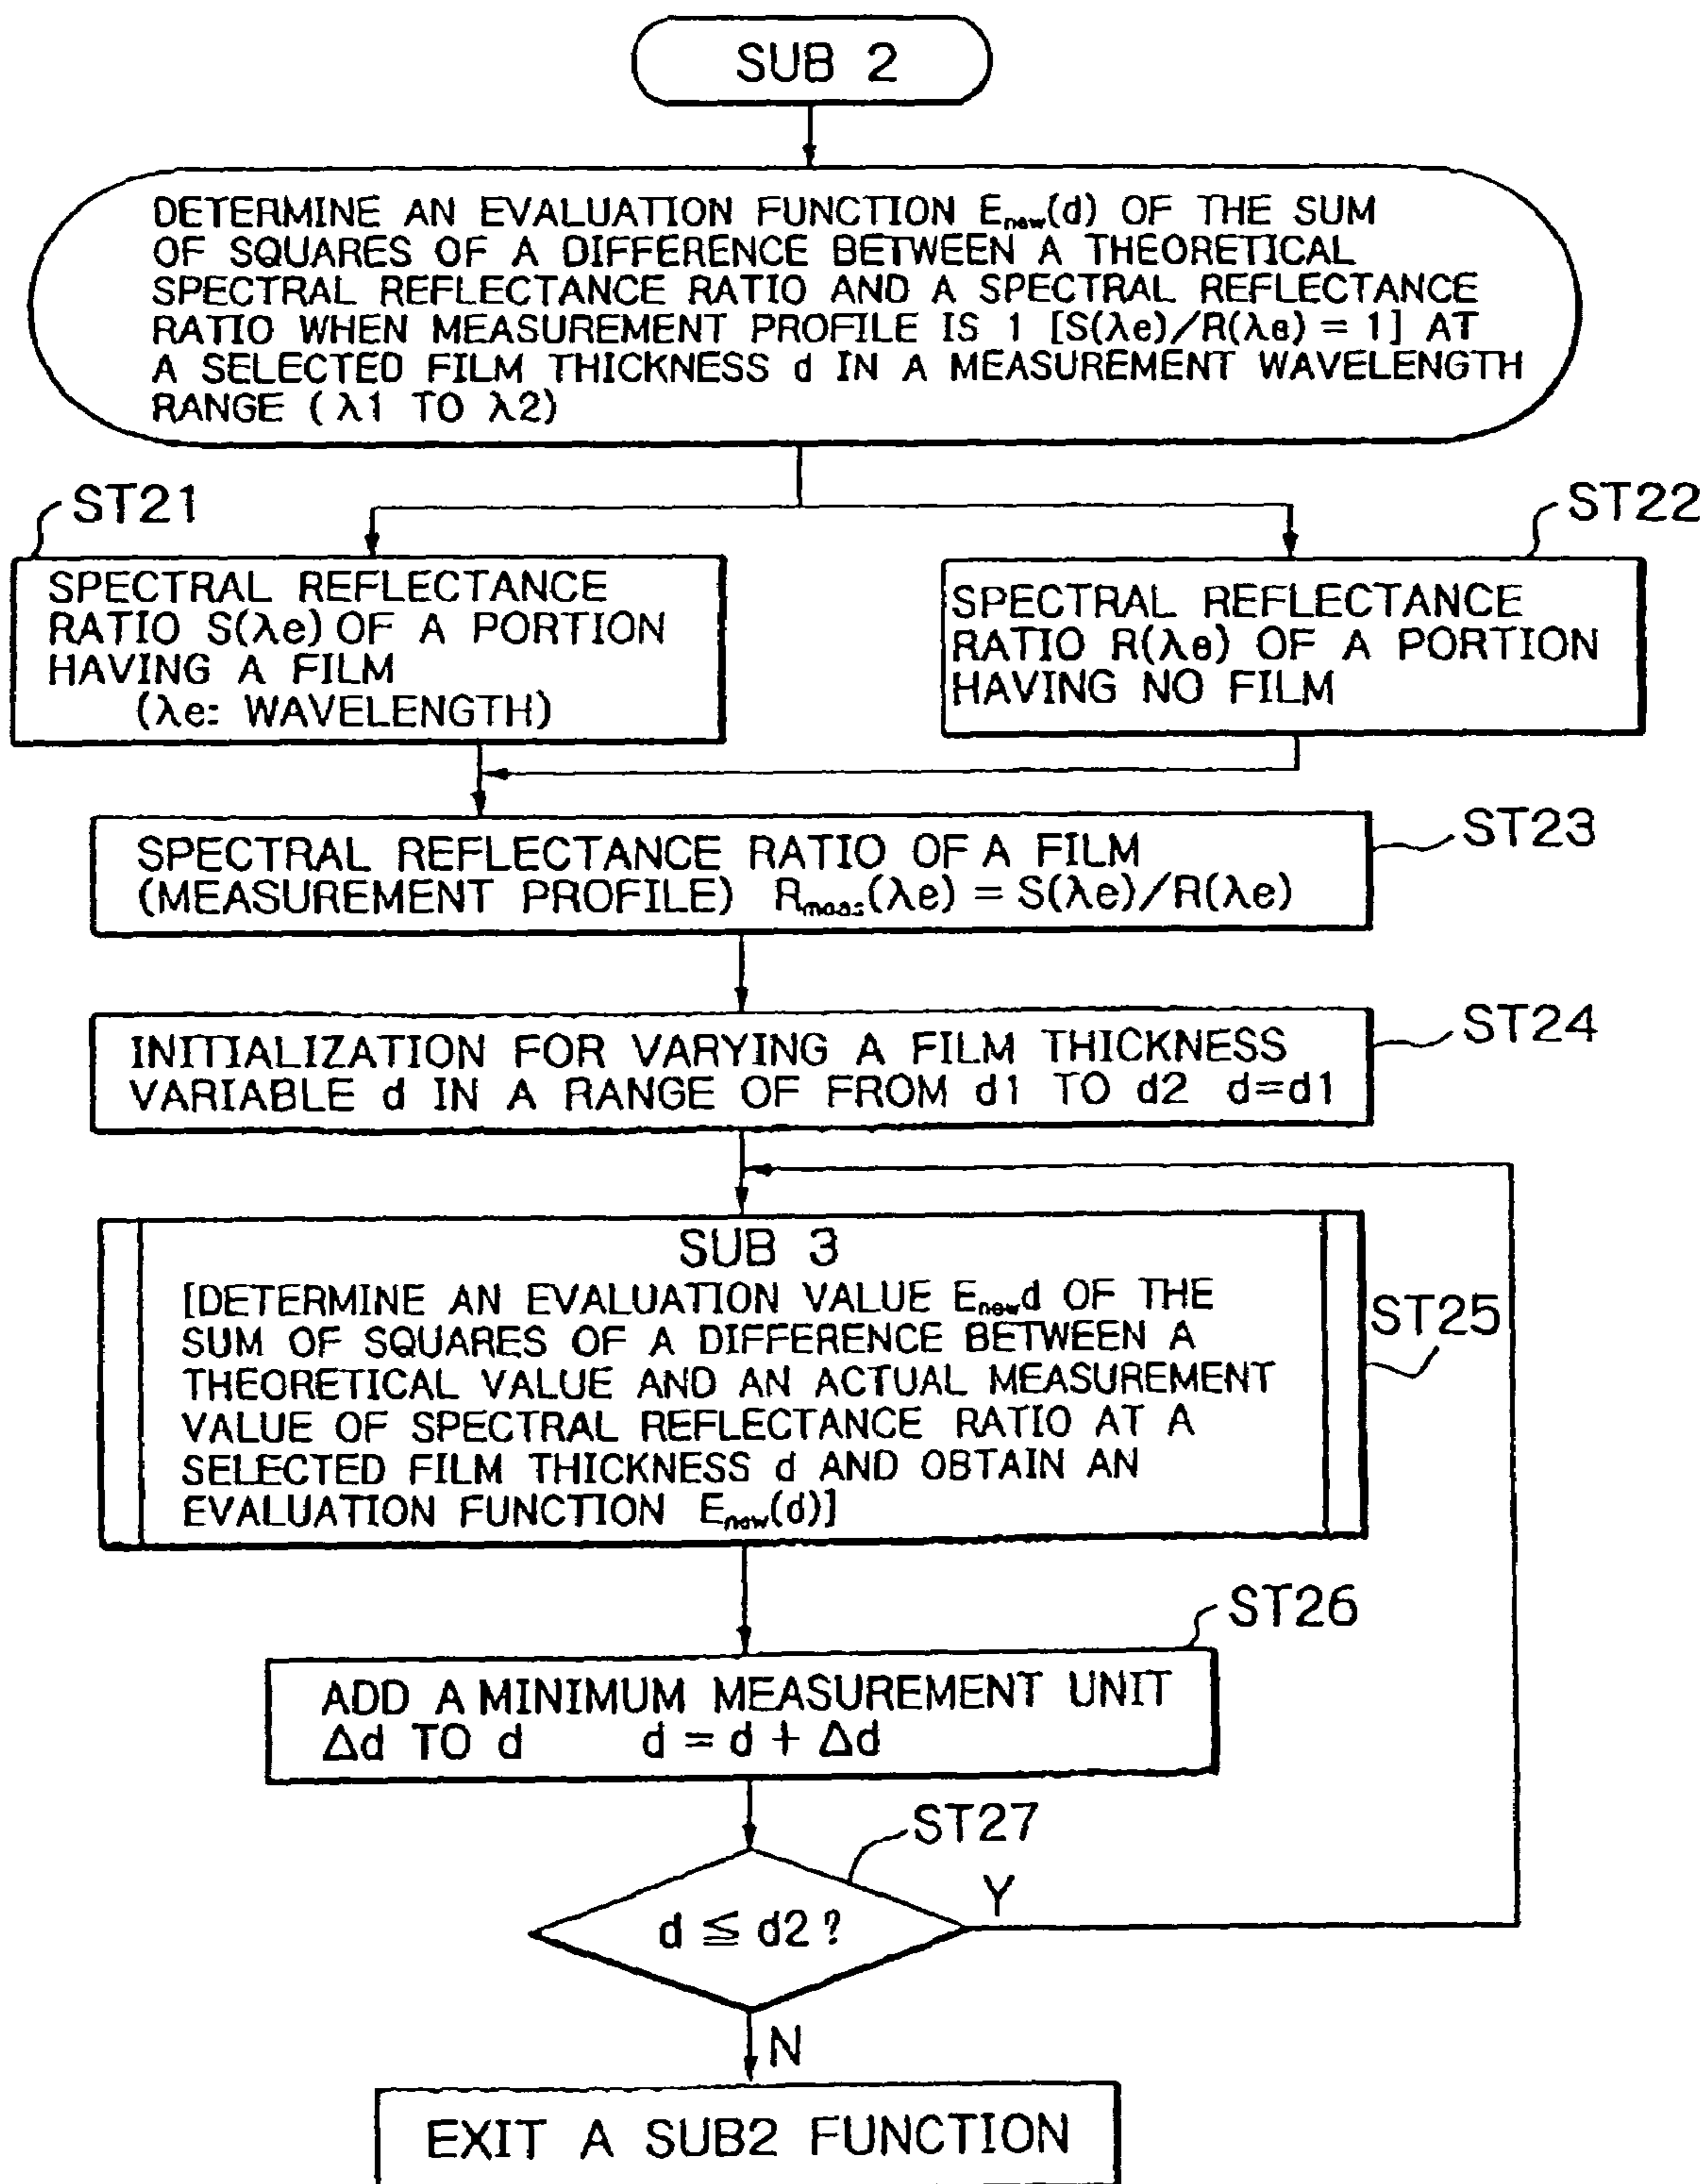 SUB 2
DETERMINE AN EVALUATION FUNCTION Enew(d) OF THE SUM
OF SQUARES OF A DIFFERENCE BETWEEN A THEORETICAL
SPECTRAL REFLECTANCE RATIO AND A SPECTRAL REFLECTANCE
RATIO WHEN MEASUREMENT PROFILE IS 1 [S(λe)/R(λe) = 1] AT
A SELECTED FILM THICKNESS d IN A MEASUREMENT WAVELENGTH
RANGE (λ1 TO λ2)
ST21
SPECTRAL REFLECTANCE
RATIO S(λe) OF A PORTION
HAVING A FILM
(λe: WAVELENGTH)
ST22
SPECTRAL REFLECTANCE
RATIO R(λe) OF A PORTION
HAVING NO FILM
SPECTRAL REFLECTANCE RATIO OF A FILM
(MEASUREMENT PROFILE) Rmeas(λe) = S(λe)/R(λe)
ST23
INITIALIZATION FOR VARYING A FILM THICKNESS
VARIABLE d IN A RANGE OF FROM d1 TO d2 d=d1
ST24
SUB 3
[DETERMINE AN EVALUATION VALUE Enewd OF THE
SUM OF SQUARES OF A DIFFERENCE BETWEEN A
THEORETICAL VALUE AND AN ACTUAL MEASUREMENT
VALUE OF SPECTRAL REFLECTANCE RATIO AT A
SELECTED FILM THICKNESS d AND OBTAIN AN
EVALUATION FUNCTION Enew(d)]
ST25
ST26
ADD A MINIMUM MEASUREMENT UNIT
Δd TO d d = d + Δd
ST27
d ≦ d2 ?
Y
N
EXIT A SUB2 FUNCTION